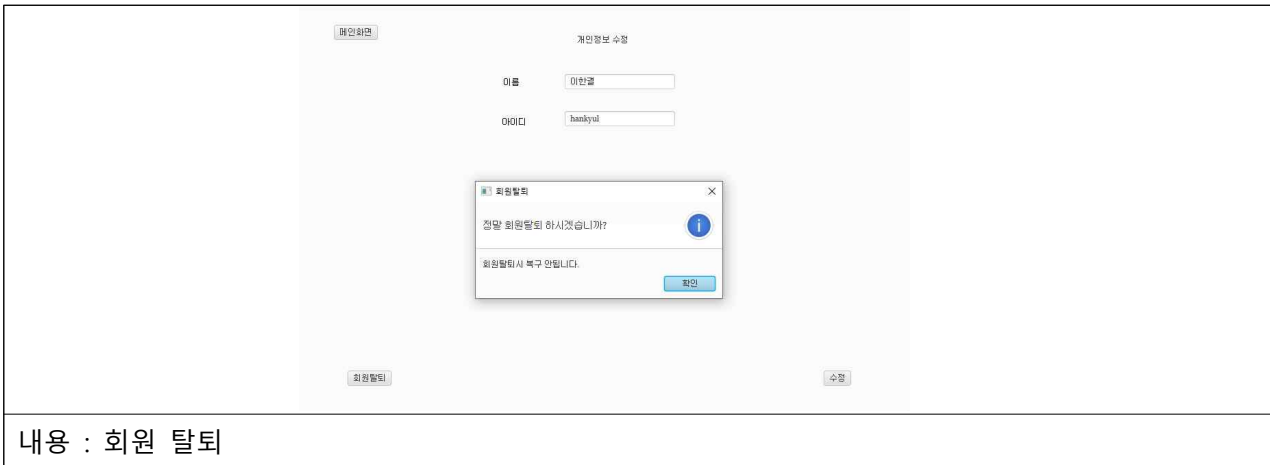 메인화면
개인정보 수정
이름 이한결
아이디 hankyul
회원탈퇴
정말 회원탈퇴 하시겠습니까?
회원탈퇴시 복구 안됩니다.
확인
회원탈퇴 수정
내용 : 회원 탈퇴